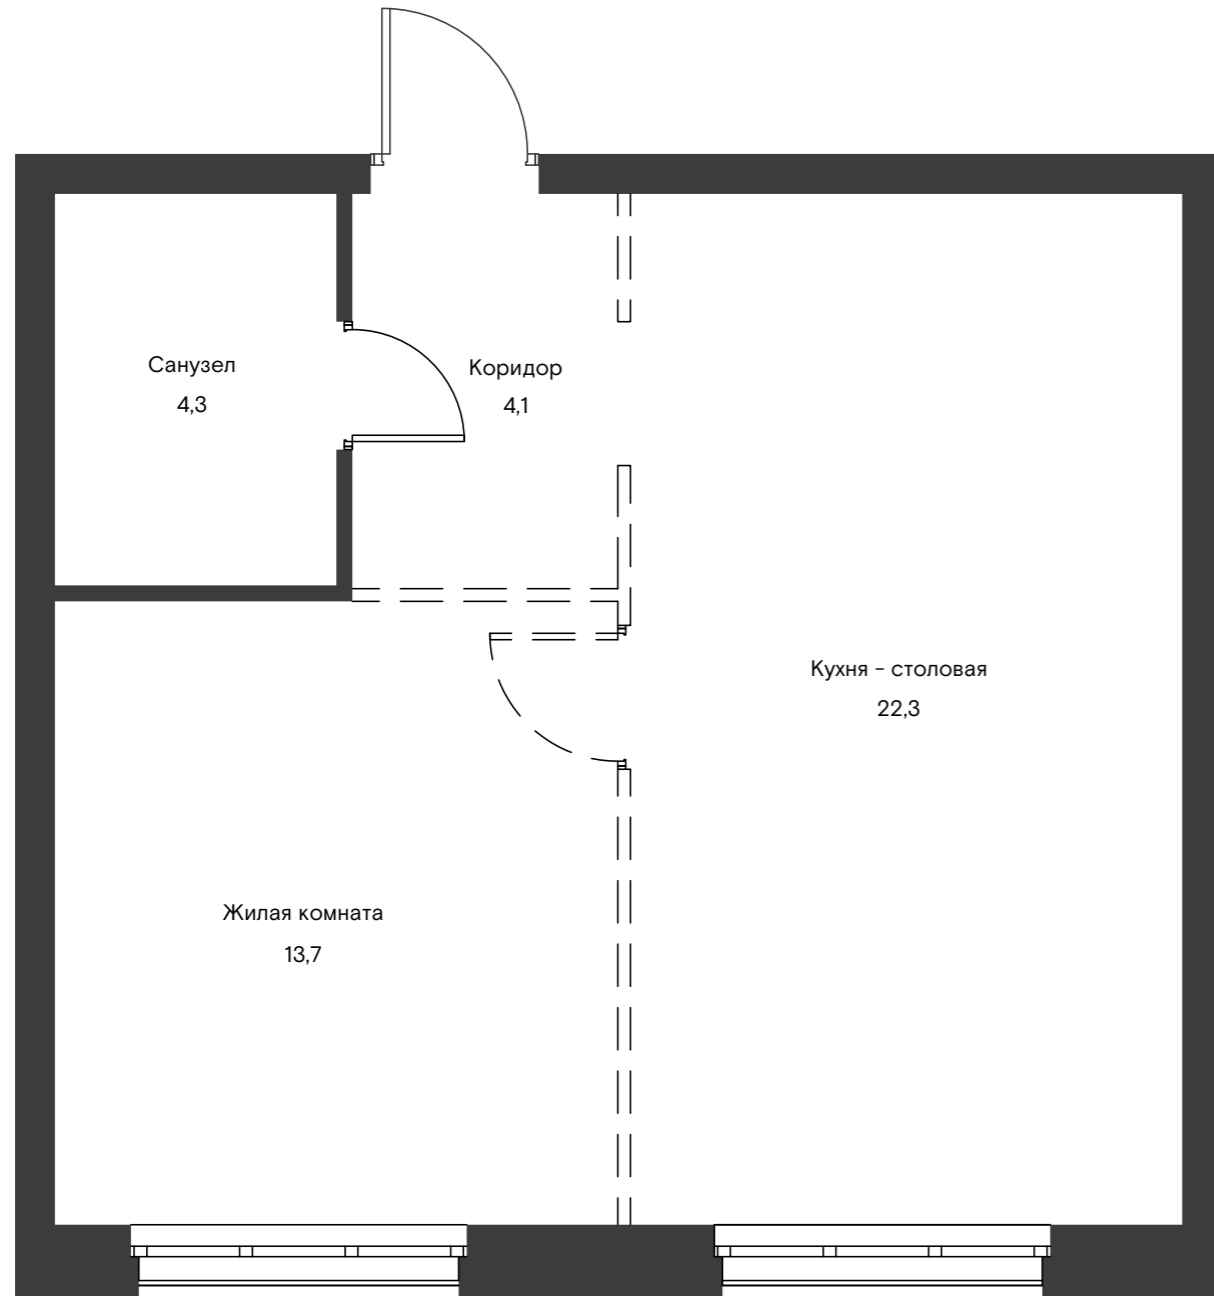 Санузел
4,3
Коридор
4,1
Кухня - столовая
22,3
Жилая комната
13,7